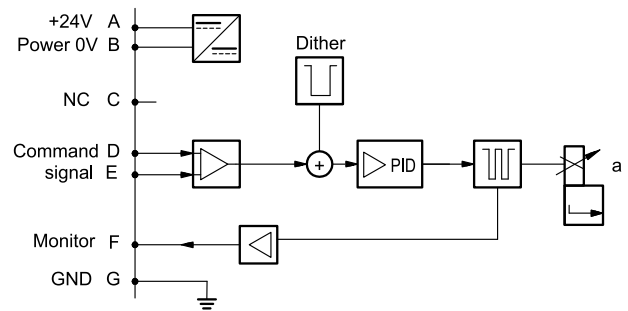 +24V A
Power 0V B
Dither
NC C
Command D
signal E
+
PID
a
Monitor F
GND G